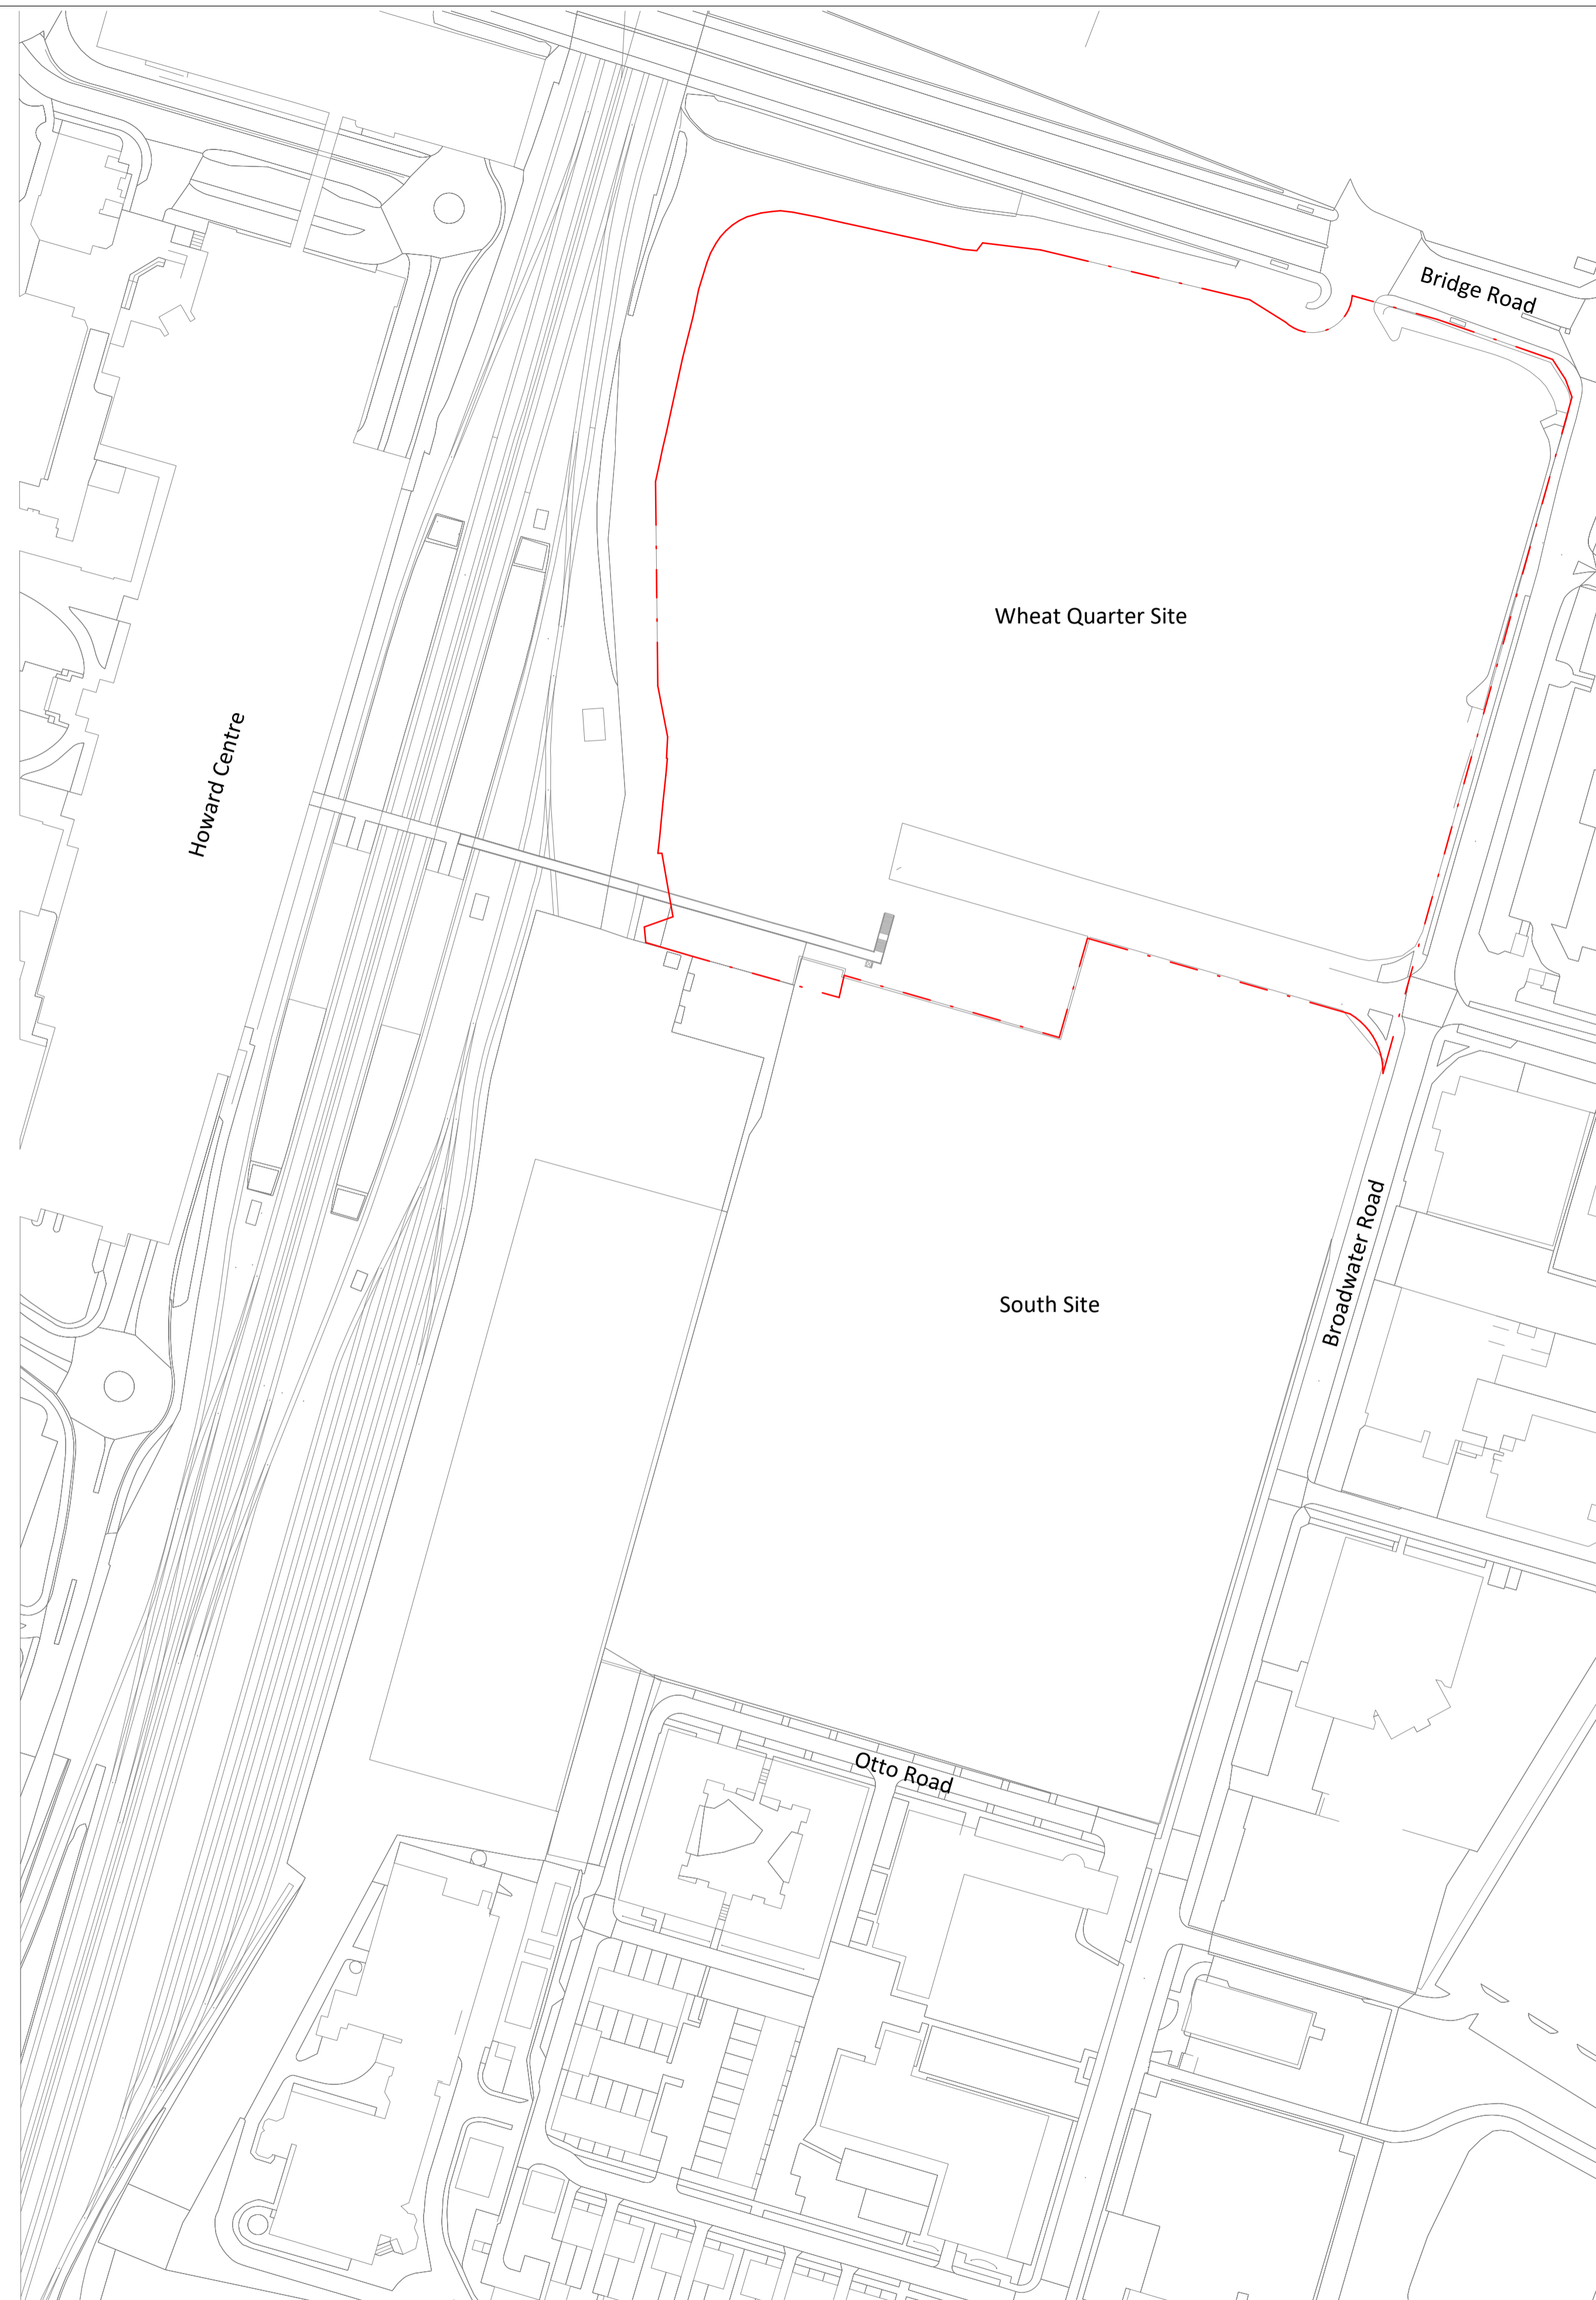 Bridge Road
Wheat Quarter Site
Howard Centre
Broadwater Road
South Site
Otto Road